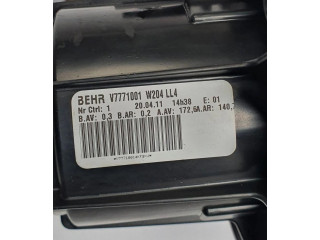 BEHR V7771001 W204 LL4
Nr Ctrl: 1 20.04.11 14h38 E: 01
B.AV: 0,3 B.AR: 0,2 A.AV: 172,6A.AR: 140,7